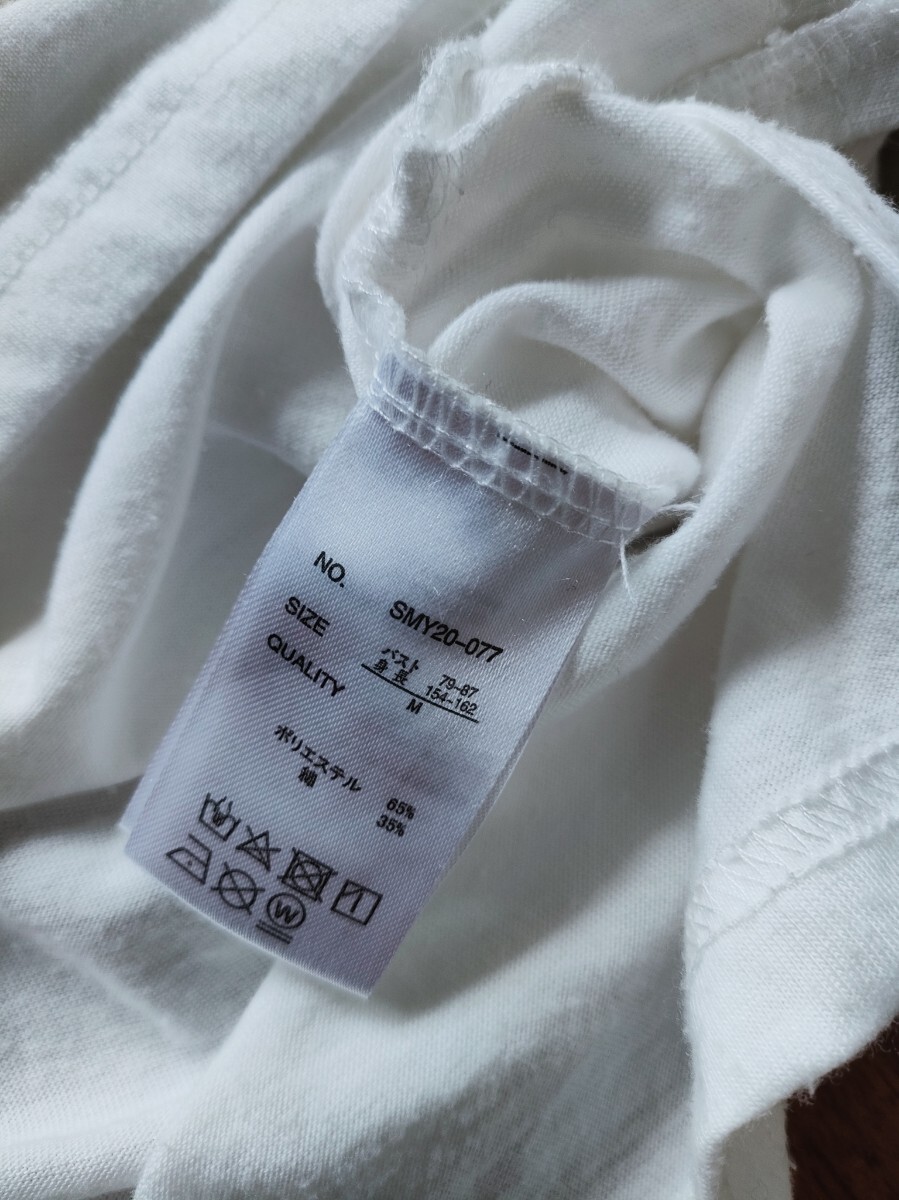 NO. SMY20-077
SIZE バスト 79-87
身長 154-162
M
QUALITY
ポリエステル 65%
綿 35%
W